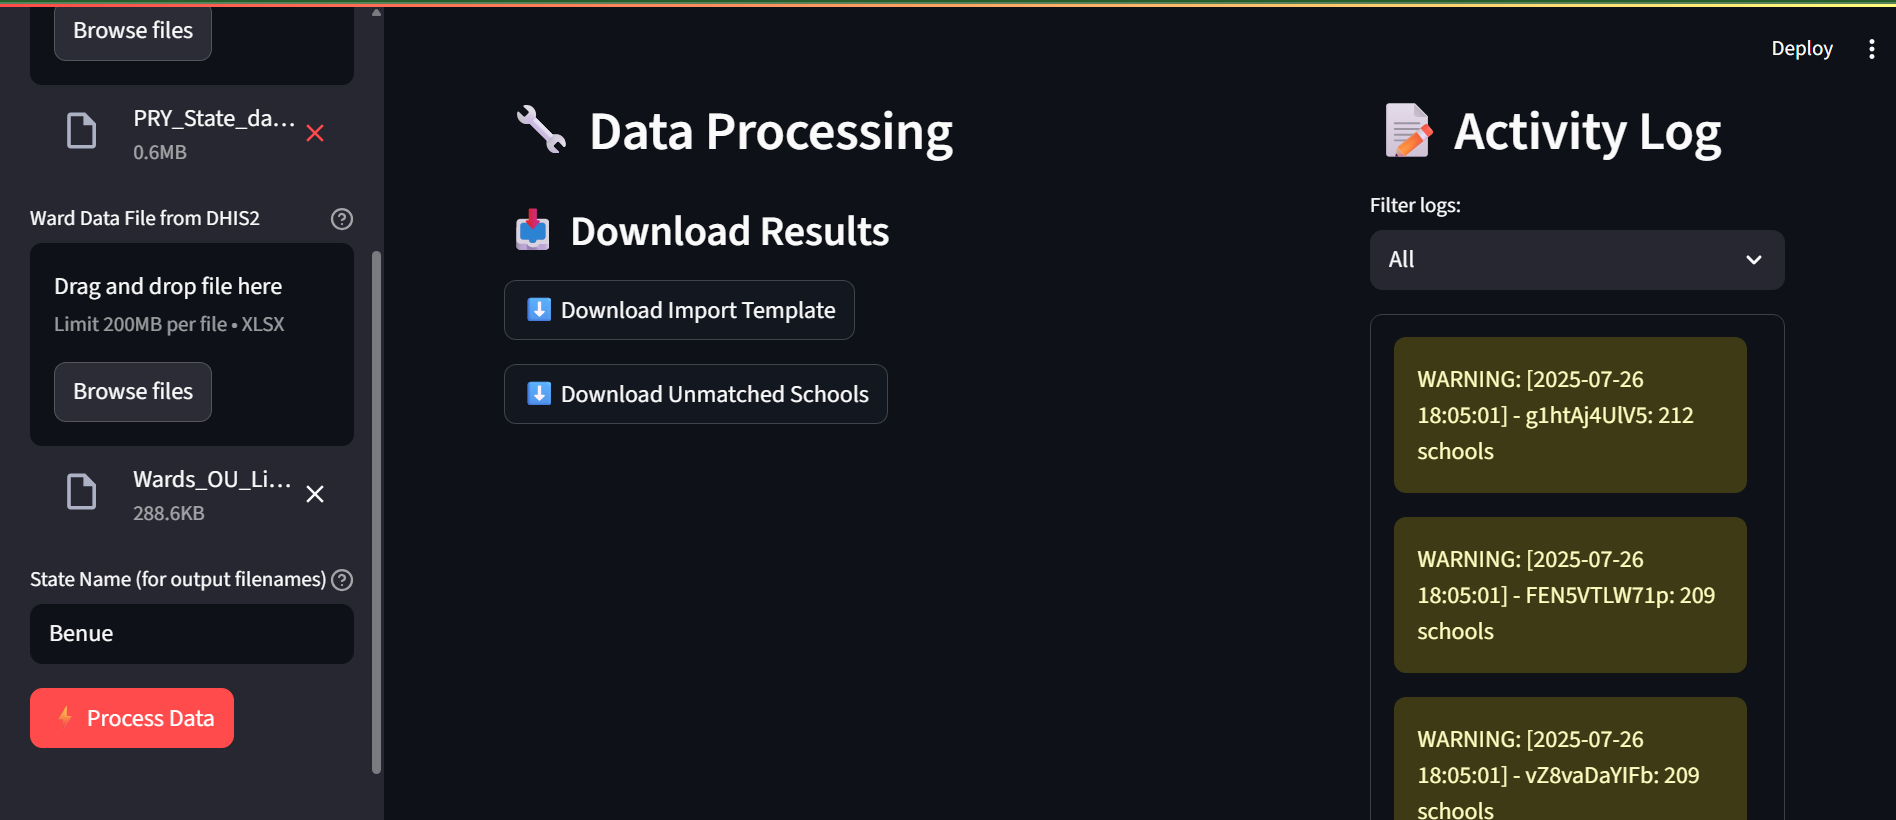 Browse files
PRY_State_da...
0.6MB
Ward Data File from DHIS2
Drag and drop file here
Limit 200MB per file • XLSX
Browse files
Wards_OU_Li...
288.6KB
State Name (for output filenames)
Benue
Process Data
Deploy
Data Processing
Download Results
Download Import Template
Download Unmatched Schools
Activity Log
Filter logs:
All
WARNING: [2025-07-26
18:05:01] - g1htAj4UlV5: 212
schools
WARNING: [2025-07-26
18:05:01] - FEN5VTLW71p: 209
schools
WARNING: [2025-07-26
18:05:01] - vZ8vaDaYIFb: 209
schools